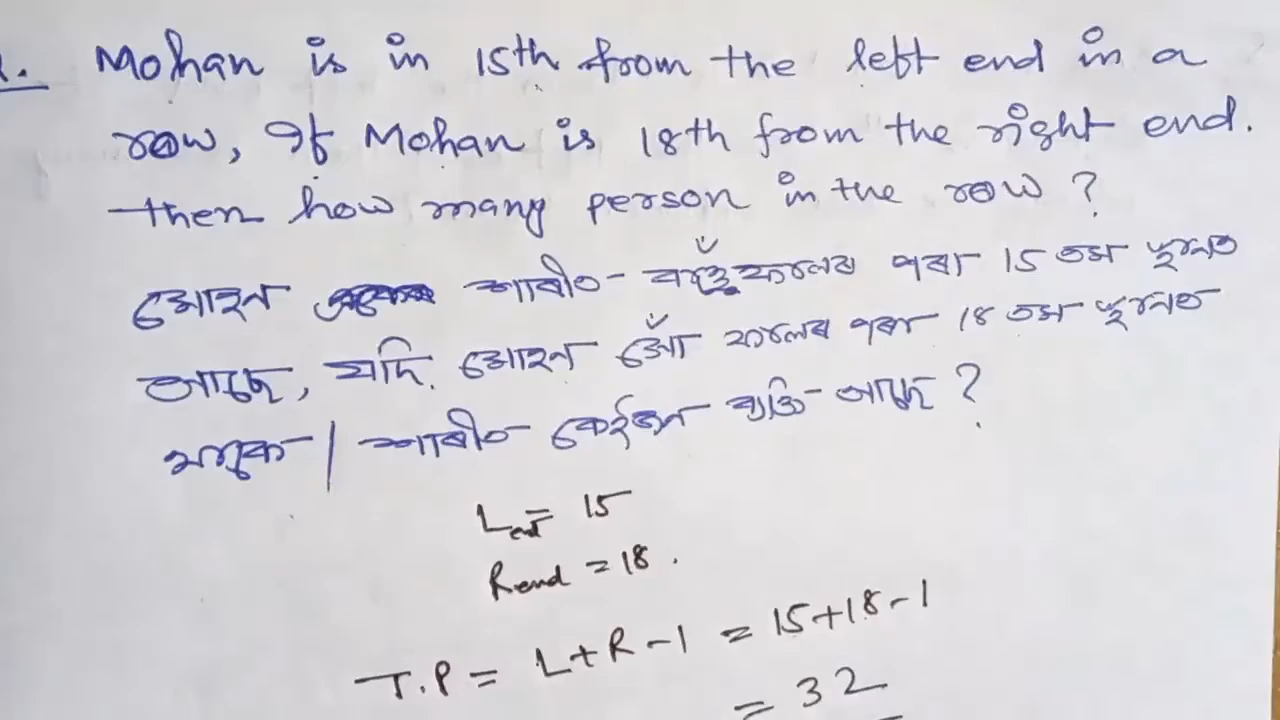 1. Mohan is in 15th from the left end in a
row, If Mohan is 18th from the right end.
then how many person in the row ?
মোহন শাৰীত বাওঁফালৰ পৰা 15 তম স্থানত
আছে, যদি মোহন সোঁ ফালৰ পৰা 18 তম স্থানত
শাৰীত কেইজন ব্যক্তি আছে ?
Lend = 15
Rend = 18 .
T.P = L+R-1 = 15+18-1
= 32